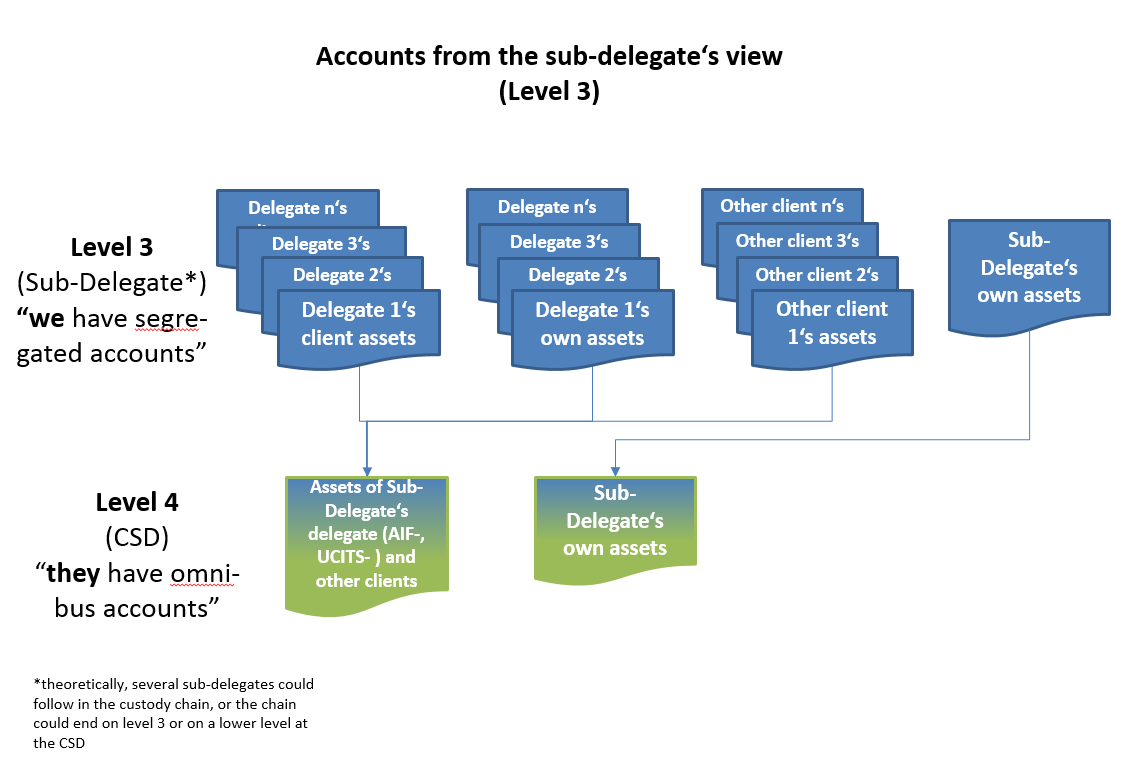 Accounts from the sub-delegate‘s view
(Level 3)
Level 3
(Sub-Delegate*)
“we have segre-
gated accounts”
Delegate n‘s
Delegate 3‘s
Delegate 2‘s
Delegate 1‘s
client assets
Delegate n‘s
Delegate 3‘s
Delegate 2‘s
Delegate 1‘s
own assets
Other client n‘s
Other client 3‘s
Other client 2‘s
Other client
1‘s assets
Sub-
Delegate‘s
own assets
Level 4
(CSD)
“they have omni-
bus accounts”
Assets of Sub-
Delegate‘s
delegate (AIF-,
UCITS- ) and
other clients
Sub-
Delegate‘s
own assets
*theoretically, several sub-delegates could
follow in the custody chain, or the chain
could end on level 3 or on a lower level at
the CSD